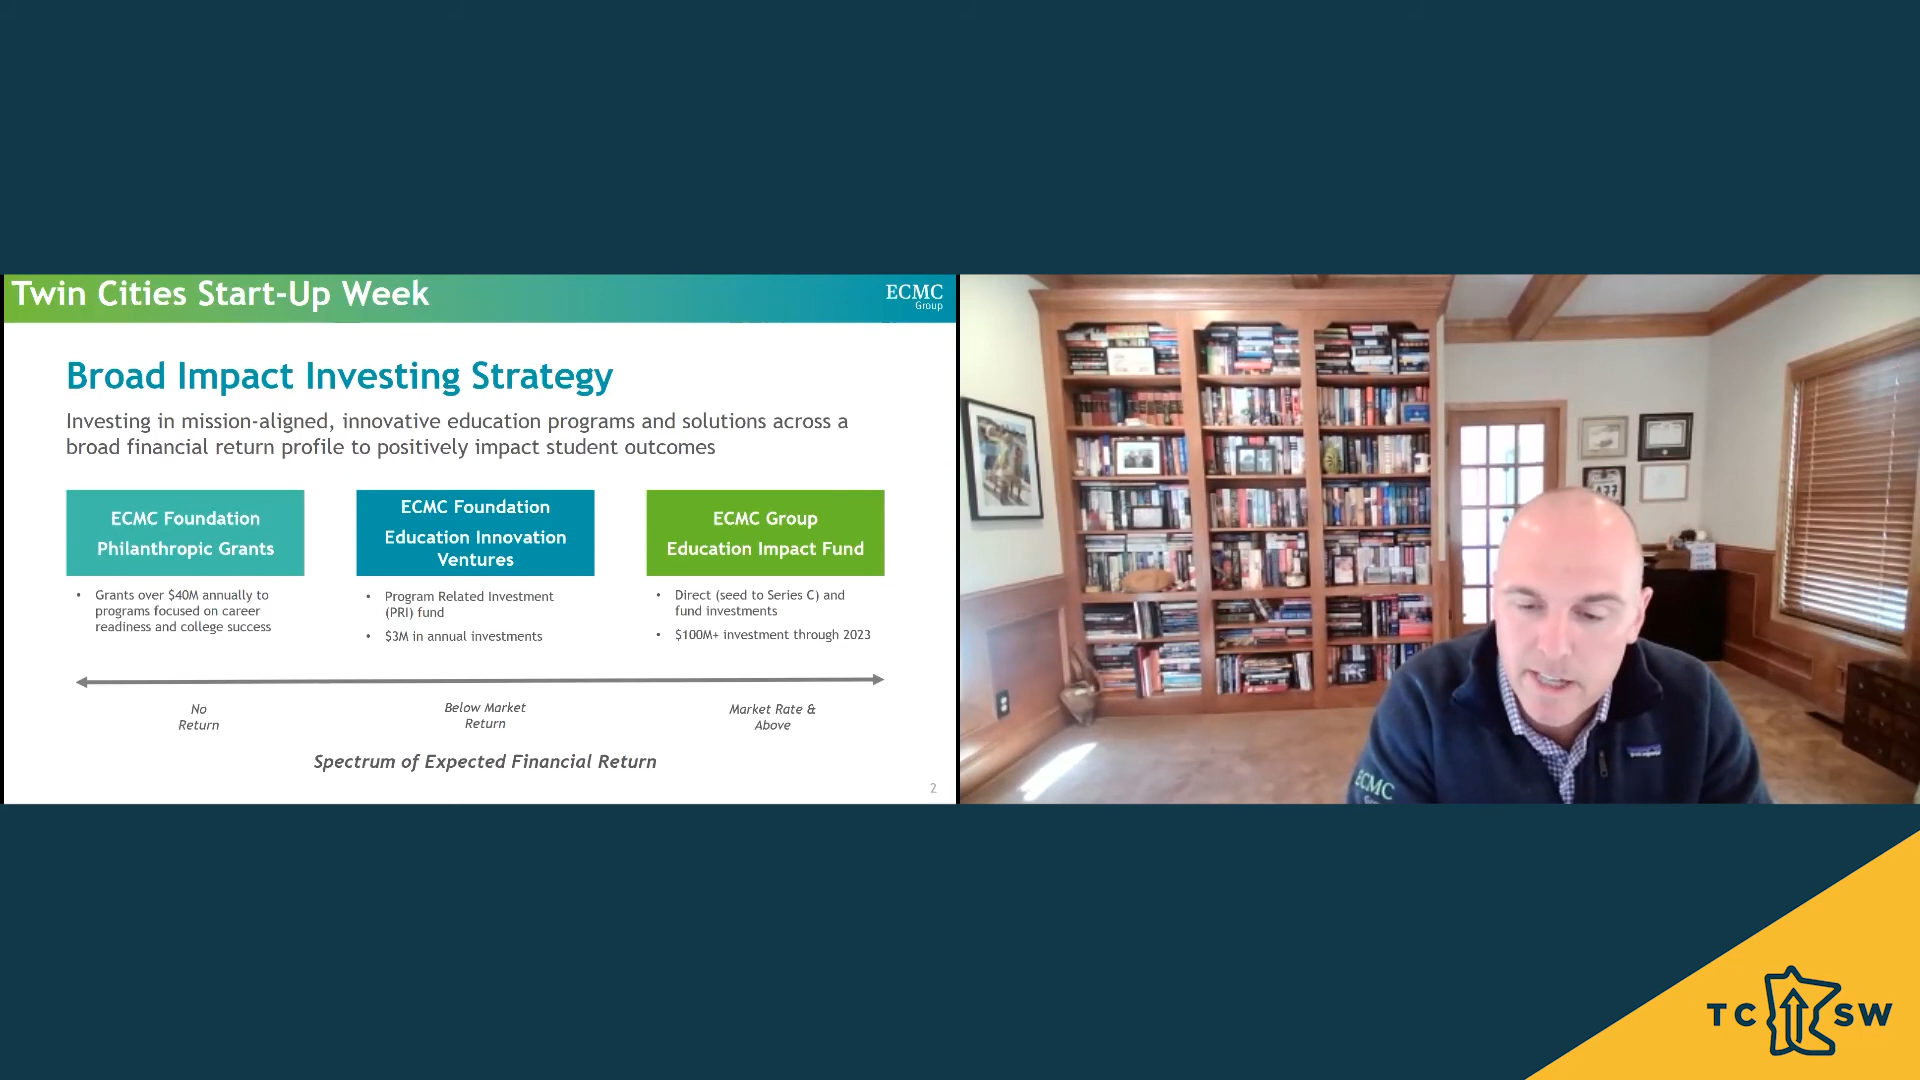 Twin Cities Start-Up Week
ECMC
Group
Broad Impact Investing Strategy
Investing in mission-aligned, innovative education programs and solutions across a
broad financial return profile to positively impact student outcomes
ECMC Foundation
Philanthropic Grants
• Grants over $40M annually to
programs focused on career
readiness and college success
ECMC Foundation
Education Innovation
Ventures
• Program Related Investment
(PRI) fund
• $3M in annual investments
ECMC Group
Education Impact Fund
• Direct (seed to Series C) and
fund investments
• $100M+ investment through 2023
No
Return
Below Market
Return
Market Rate &
Above
Spectrum of Expected Financial Return
2
ECMC
patagonia
TC SW